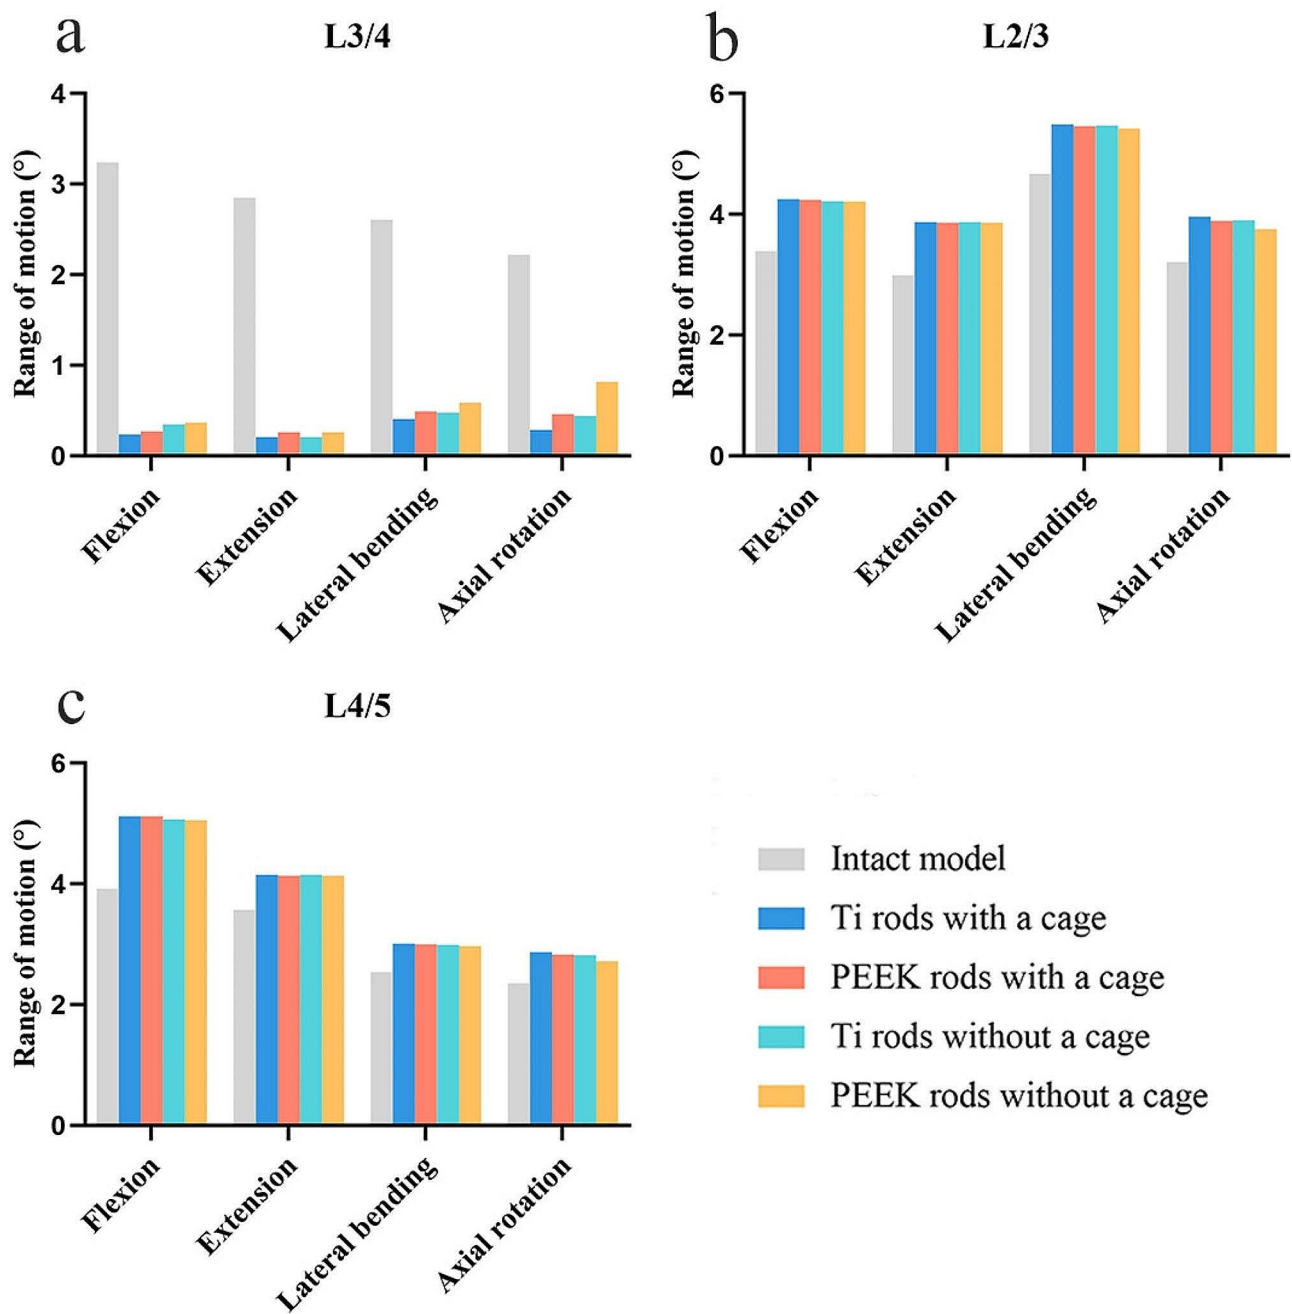 a
L3/4
Range of motion (°)
4
3
2
1
0
Flexion
Extension
Lateral bending
Axial rotation
b
L2/3
Range of motion (°)
6
4
2
0
Flexion
Extension
Lateral bending
Axial rotation
c
L4/5
Range of motion (°)
6
4
2
0
Flexion
Extension
Lateral bending
Axial rotation
Intact model
Ti rods with a cage
PEEK rods with a cage
Ti rods without a cage
PEEK rods without a cage